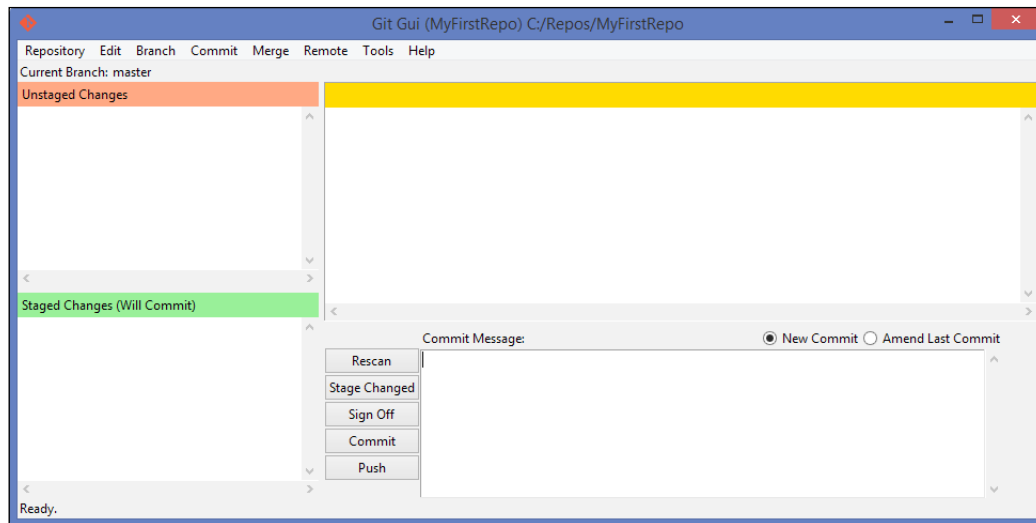 Git Gui (MyFirstRepo) C:/Repos/MyFirstRepo
Repository Edit Branch Commit Merge Remote Tools Help
Current Branch: master
Unstaged Changes
Staged Changes (Will Commit)
Commit Message:
New Commit Amend Last Commit
Rescan
Stage Changed
Sign Off
Commit
Push
Ready.